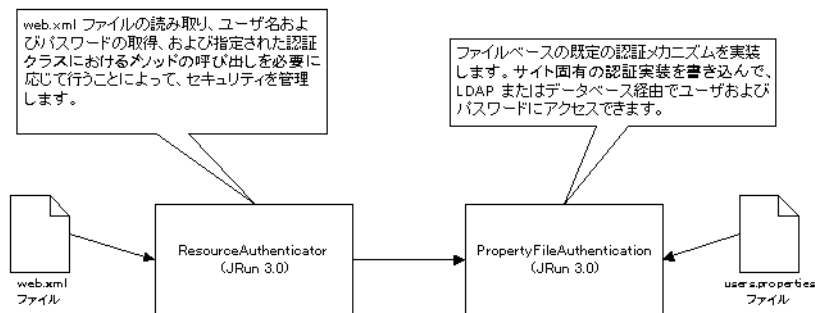 web.xml ファイルの読み取り、ユーザ名およ
びパスワードの取得、および指定された認証
クラスにおけるメソッドの呼び出しを必要に
応じて行うことによって、セキュリティを管理
します。
ファイルベースの既定の認証メカニズムを実装
します。サイト固有の認証実装を書き込んで、
LDAP またはデータベース経由でユーザおよび
パスワードにアクセスできます。
web.xml
ファイル
ResourceAuthenticator
(JRun 3.0)
PropertyFileAuthentication
(JRun 3.0)
users.properties
ファイル